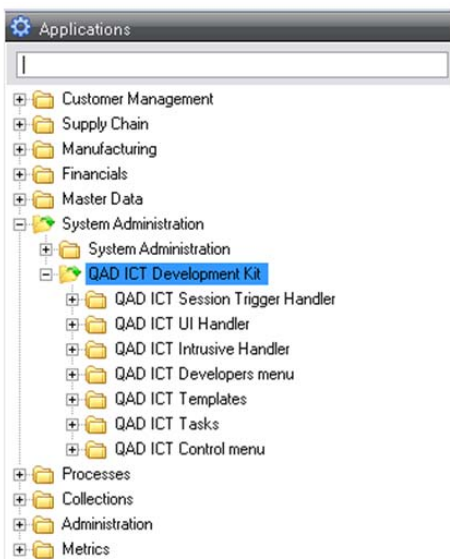 Applications
Customer Management
Supply Chain
Manufacturing
Financials
Master Data
System Administration
System Administration
QAD ICT Development Kit
QAD ICT Session Trigger Handler
QAD ICT UI Handler
QAD ICT Intrusive Handler
QAD ICT Developers menu
QAD ICT Templates
QAD ICT Tasks
QAD ICT Control menu
Processes
Collections
Administration
Metrics